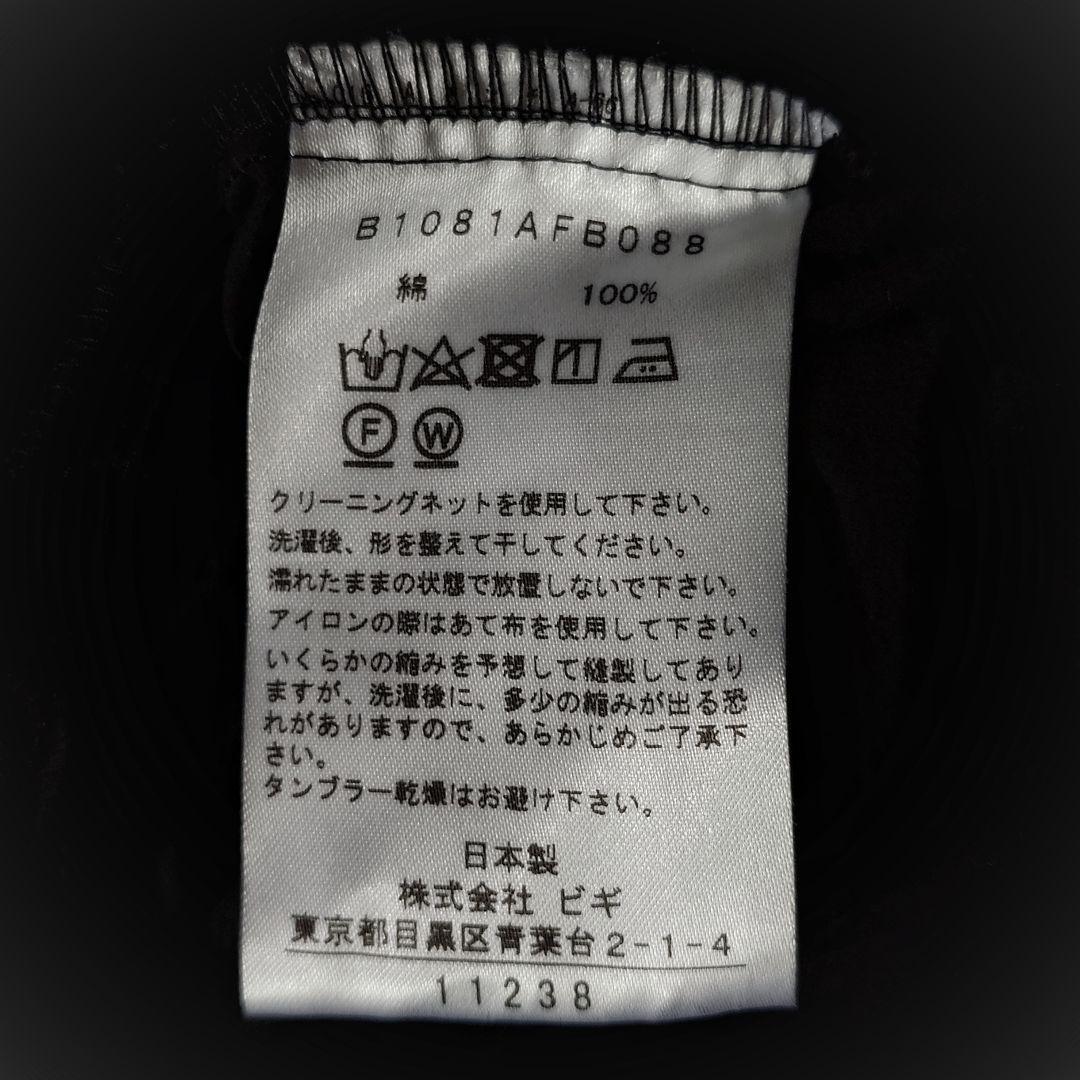 B1081AFB088
綿 100%
F W
クリーニングネットを使用して下さい。
洗濯後、形を整えて干してください。
濡れたままの状態で放置しないで下さい。
アイロンの際はあて布を使用して下さい。
いくらかの縮みを予想して縫製してあり
ますが、洗濯後に、多少の縮みが出る恐
れがありますので、あらかじめご了承下
さい。
タンブラー乾燥はお避け下さい。
日本製
株式会社 ビギ
東京都目黒区青葉台2-1-4
11238